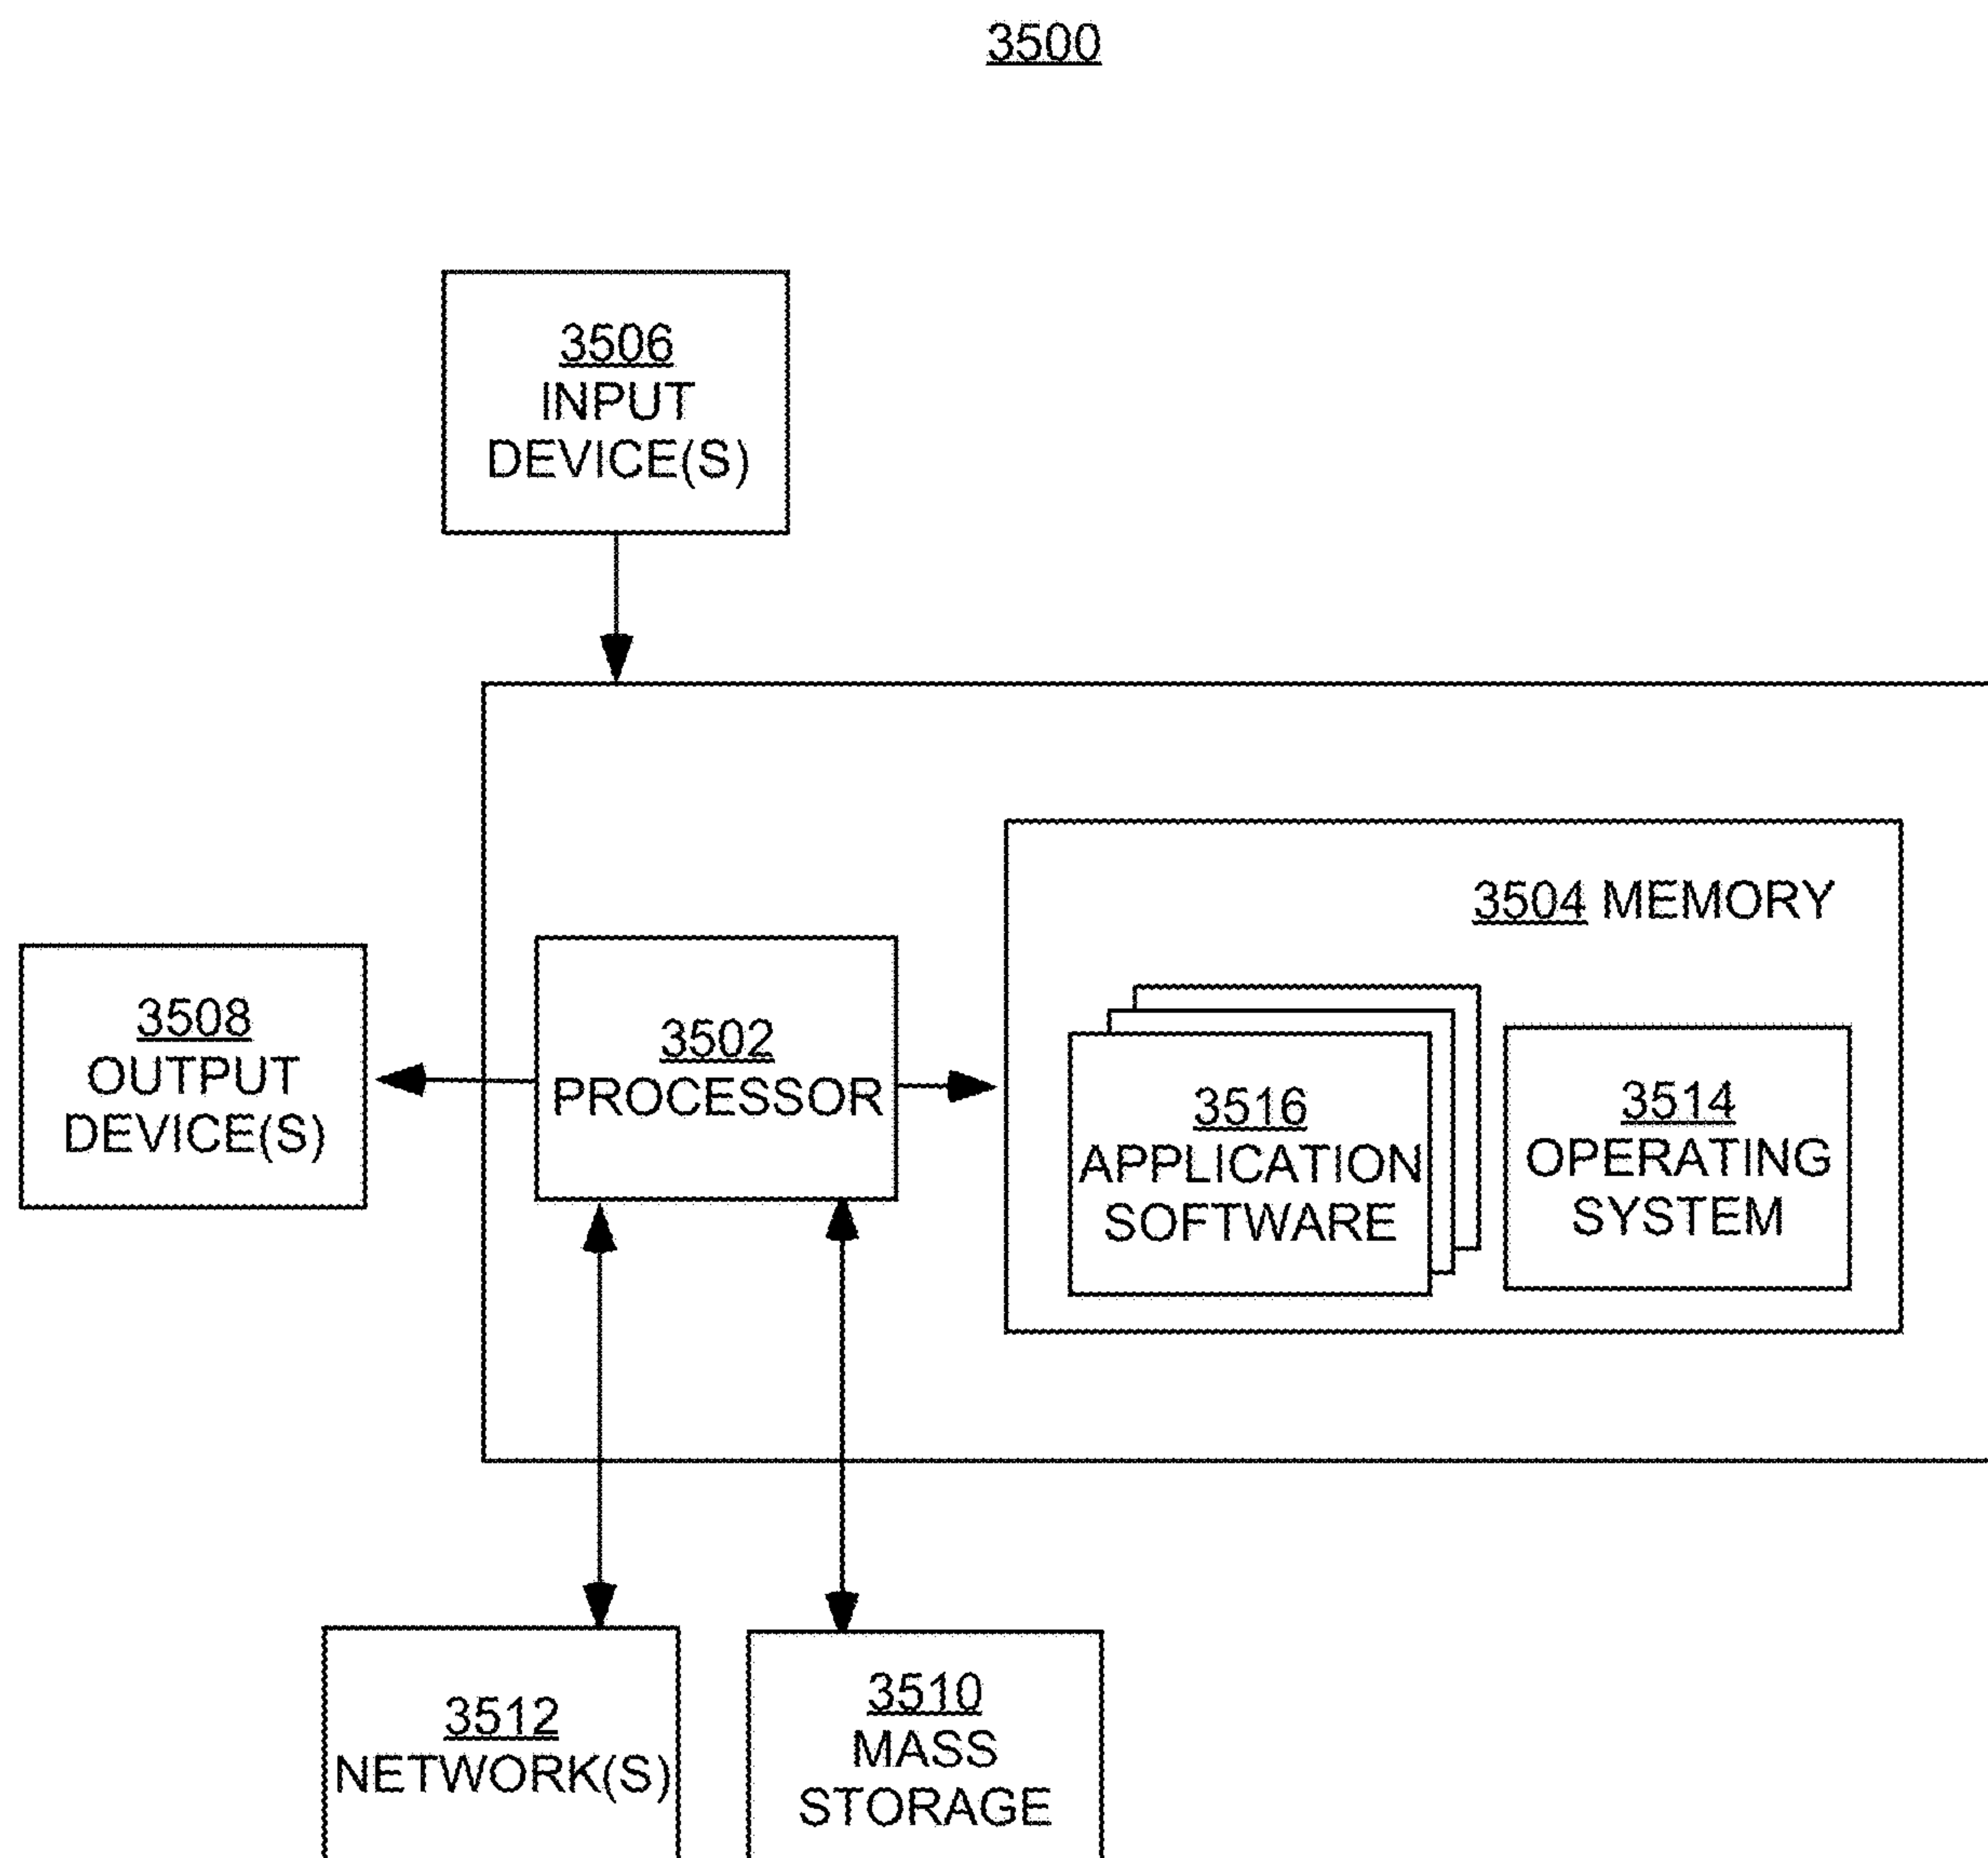 3500
3506
INPUT
DEVICE(S)
3504 MEMORY
3508
OUTPUT
DEVICE(S)
3502
PROCESSOR
3516
APPLICATION
SOFTWARE
3514
OPERATING
SYSTEM
3512
NETWORK(S)
3510
MASS
STORAGE